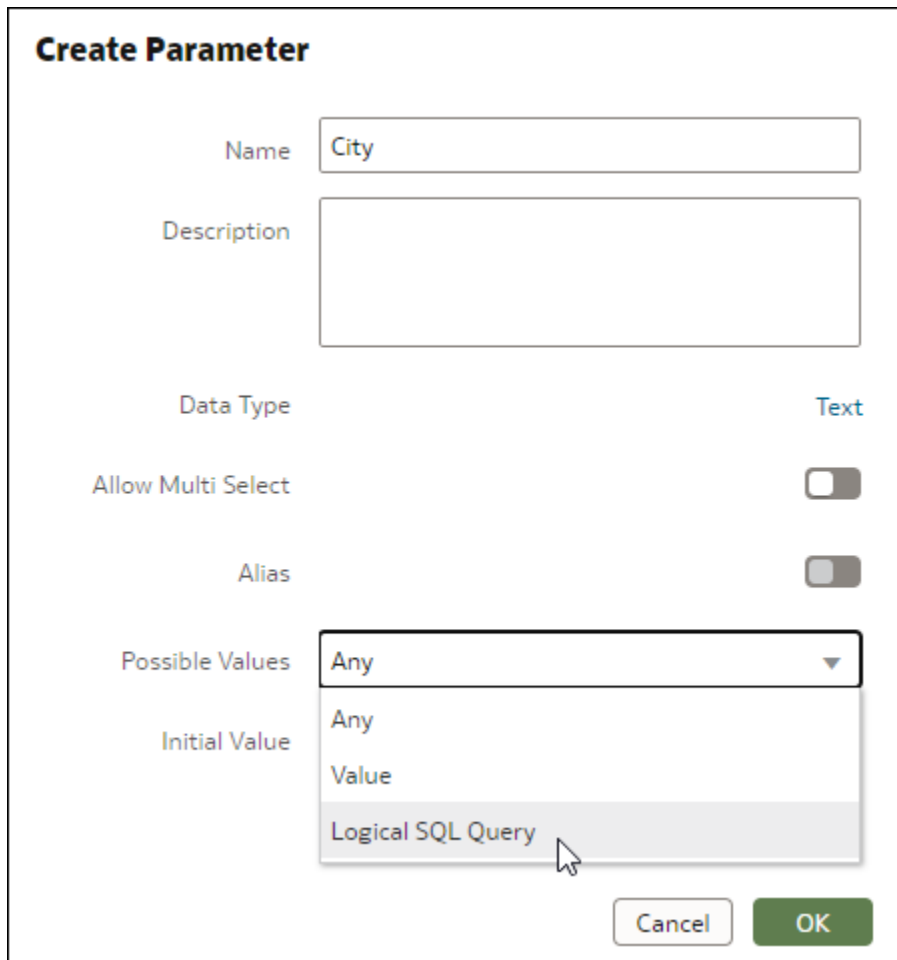 Create Parameter
Name City
Description
Data Type Text
Allow Multi Select
Alias
Possible Values Any
Any
Initial Value
Value
Logical SQL Query
Cancel OK